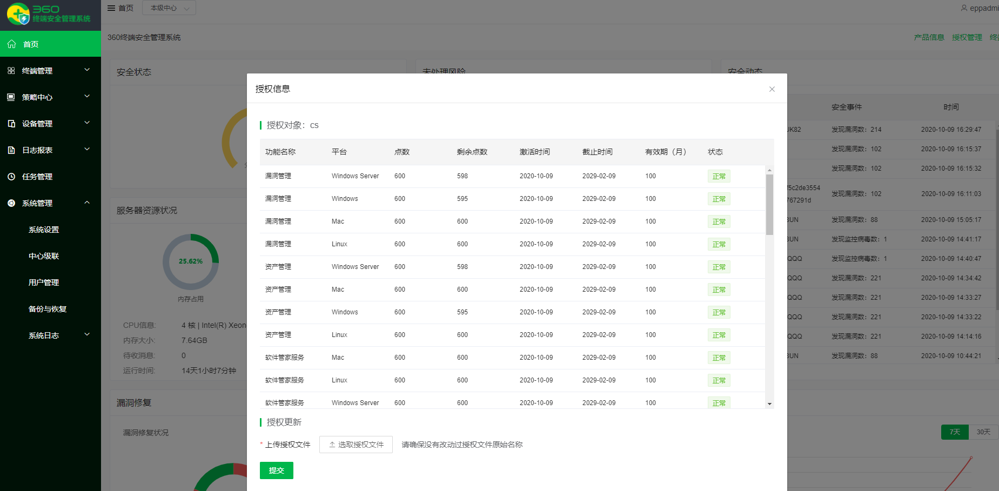 360
终端安全管理系统
首页
本级中心
eppadmi
首页
终端管理
策略中心
设备管理
日志报表
任务管理
系统管理
系统设置
中心级联
用户管理
备份与恢复
系统日志
360终端安全管理系统
产品信息 授权管理
安全状态
未处理风险
安全动态
服务器资源状况
25.62%
内存占用
CPU信息: 4 核 | Intel(R) Xeon
内存大小: 7.64GB
待收消息: 0
运行时间: 14天1小时7分钟
漏洞修复
漏洞修复状况
授权信息
授权对象：cs
功能名称 平台 点数 剩余点数 激活时间 截止时间 有效期（月） 状态
漏洞管理 Windows Server 600 598 2020-10-09 2029-02-09 100 正常
漏洞管理 Windows 600 595 2020-10-09 2029-02-09 100 正常
漏洞管理 Mac 600 600 2020-10-09 2029-02-09 100 正常
漏洞管理 Linux 600 600 2020-10-09 2029-02-09 100 正常
资产管理 Windows Server 600 598 2020-10-09 2029-02-09 100 正常
资产管理 Mac 600 600 2020-10-09 2029-02-09 100 正常
资产管理 Windows 600 595 2020-10-09 2029-02-09 100 正常
资产管理 Linux 600 600 2020-10-09 2029-02-09 100 正常
软件管家服务 Mac 600 600 2020-10-09 2029-02-09 100 正常
软件管家服务 Linux 600 600 2020-10-09 2029-02-09 100 正常
软件管家服务 Windows Server 600 600 2020-10-09 2029-02-09 100 正常
授权更新
* 上传授权文件 选取授权文件 请确保没有改动过授权文件原始名称
提交
安全事件 时间
JK82 发现漏洞数：214 2020-10-09 16:29:47
发现漏洞数：102 2020-10-09 16:15:37
发现漏洞数：102 2020-10-09 16:15:32
f5c2de3554
767291d 发现漏洞数：102 2020-10-09 16:11:03
BUN 发现漏洞数：88 2020-10-09 15:05:17
BUN 发现监控病毒数：1 2020-10-09 14:41:17
QQQ 发现监控病毒数：1 2020-10-09 14:40:47
QQQ 发现漏洞数：221 2020-10-09 14:34:42
QQQ 发现漏洞数：221 2020-10-09 14:33:27
QQQ 发现漏洞数：221 2020-10-09 14:33:22
QQQ 发现漏洞数：221 2020-10-09 14:14:16
BUN 发现漏洞数：88 2020-10-09 10:44:21
7天 30天